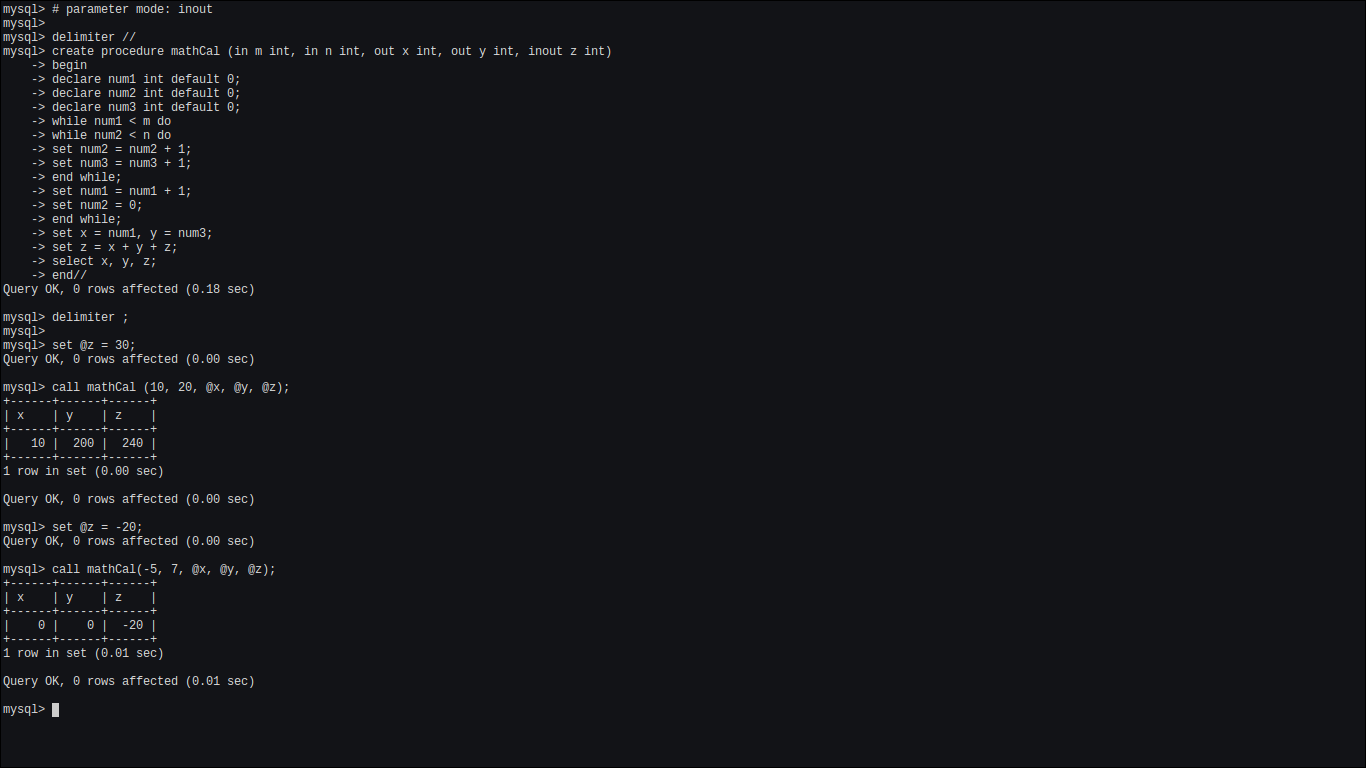 mysql> # parameter mode: inout
mysql>
mysql> delimiter //
mysql> create procedure mathCal (in m int, in n int, out x int, out y int, inout z int)
    -> begin
    -> declare num1 int default 0;
    -> declare num2 int default 0;
    -> declare num3 int default 0;
    -> while num1 < m do
    -> while num2 < n do
    -> set num2 = num2 + 1;
    -> set num3 = num3 + 1;
    -> end while;
    -> set num1 = num1 + 1;
    -> set num2 = 0;
    -> end while;
    -> set x = num1, y = num3;
    -> set z = x + y + z;
    -> select x, y, z;
    -> end//
Query OK, 0 rows affected (0.18 sec)

mysql> delimiter ;
mysql>
mysql> set @z = 30;
Query OK, 0 rows affected (0.00 sec)

mysql> call mathCal (10, 20, @x, @y, @z);
+------+------+------+
| x    | y    | z    |
+------+------+------+
|   10 |  200 |  240 |
+------+------+------+
1 row in set (0.00 sec)

Query OK, 0 rows affected (0.00 sec)

mysql> set @z = -20;
Query OK, 0 rows affected (0.00 sec)

mysql> call mathCal(-5, 7, @x, @y, @z);
+------+------+------+
| x    | y    | z    |
+------+------+------+
|    0 |    0 |  -20 |
+------+------+------+
1 row in set (0.01 sec)

Query OK, 0 rows affected (0.01 sec)

mysql>